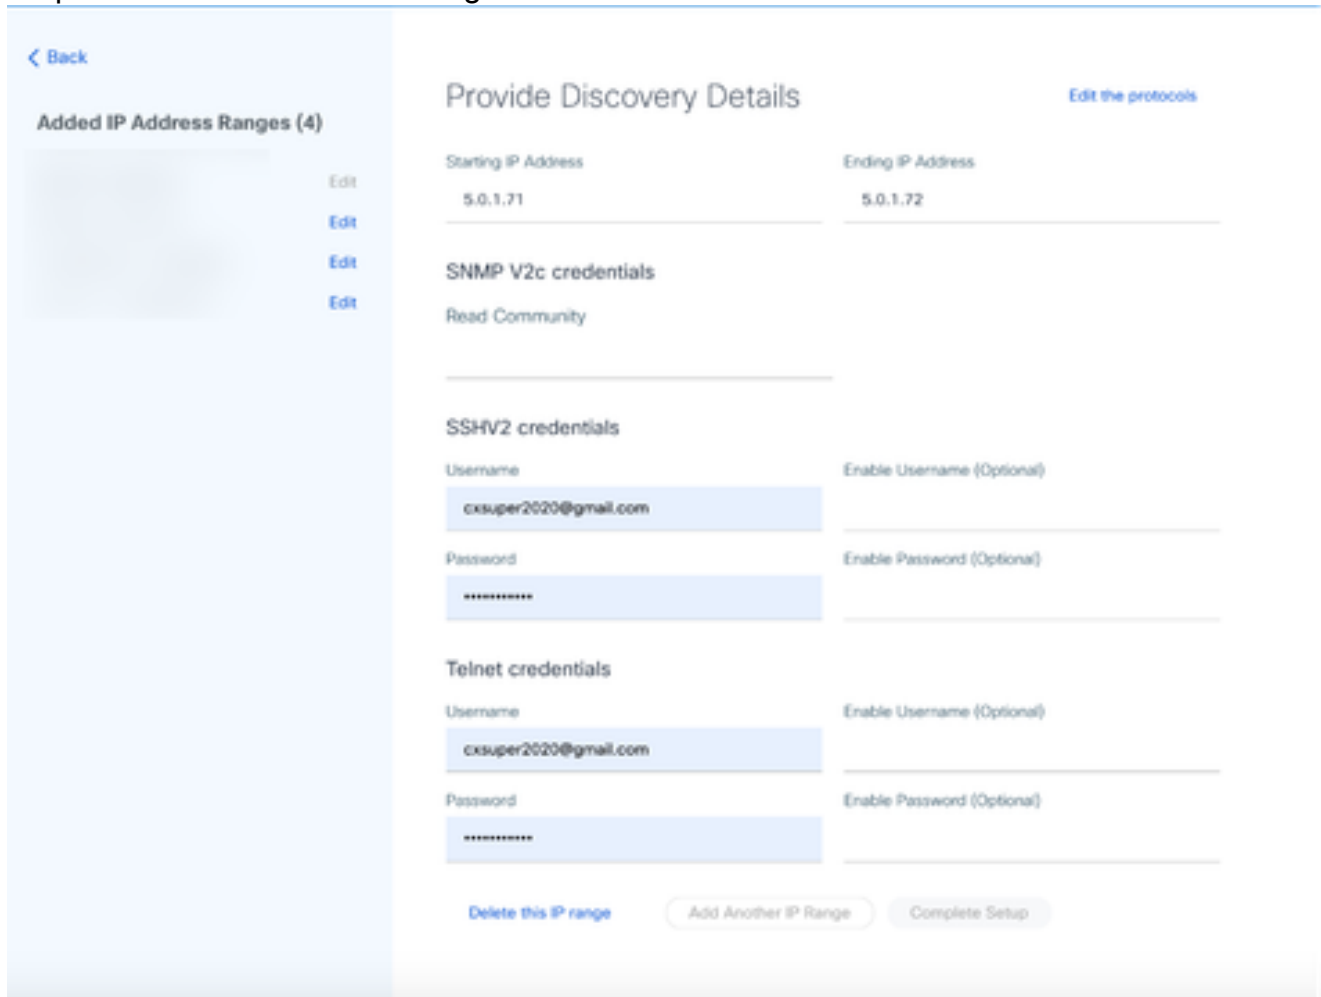 Back
Added IP Address Ranges (4)
Edit
Edit
Edit
Edit
Provide Discovery Details
Edit the protocols
Starting IP Address
Ending IP Address
5.0.1.71
5.0.1.72
SNMP V2c credentials
Read Community
SSHV2 credentials
Username
Enable Username (Optional)
cxsuper2020@gmail.com
Password
Enable Password (Optional)
••••••••••••
Telnet credentials
Username
Enable Username (Optional)
cxsuper2020@gmail.com
Password
Enable Password (Optional)
••••••••••••
Delete this IP range
Add Another IP Range
Complete Setup